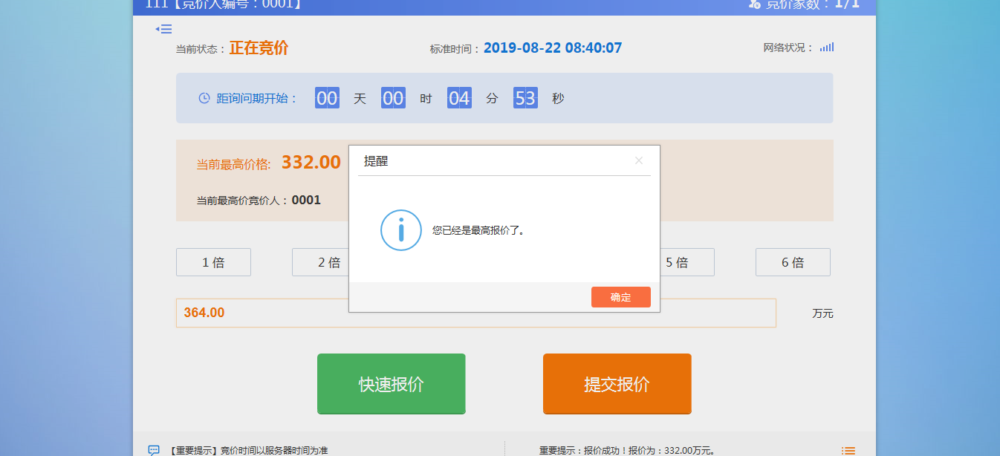 111【竞价人编号：0001】 竞价家数：1/1
当前状态： 正在竞价 标准时间： 2019-08-22 08:40:07 网络状况：
距询问期开始： 00 天 00 时 04 分 53 秒
当前最高价格: 332.00
当前最高价竞价人： 0001
提醒
您已经是最高报价了。
确定
1 倍 2 倍 5 倍 6 倍
364.00 万元
快速报价 提交报价
【重要提示】竞价时间以服务器时间为准 重要提示：报价成功！报价为：332.00万元。